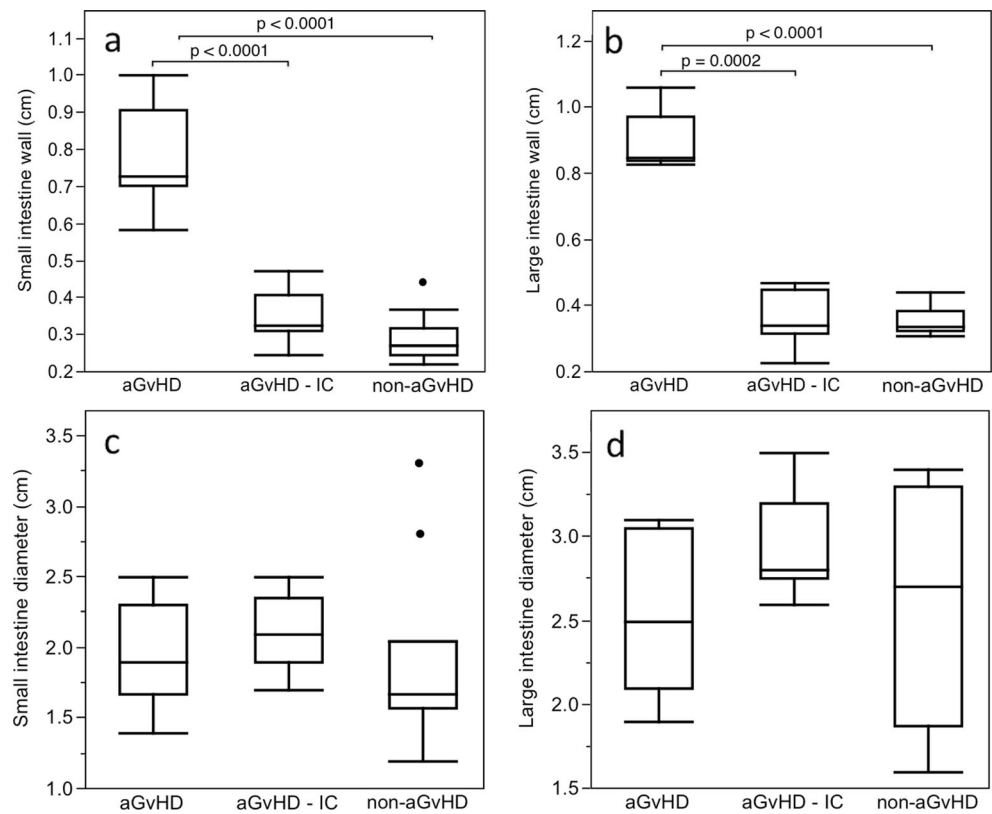 a
p < 0.0001
p < 0.0001
Small intestine wall (cm)
1.1
1.0
0.9
0.8
0.7
0.6
0.5
0.4
0.3
0.2
aGvHD
aGvHD - IC
non-aGvHD
b
p < 0.0001
p = 0.0002
Large intestine wall (cm)
1.2
1.0
0.8
0.6
0.4
0.2
aGvHD
aGvHD - IC
non-aGvHD
c
Small intestine diameter (cm)
3.5
3.0
2.5
2.0
1.5
1.0
aGvHD
aGvHD - IC
non-aGvHD
d
Large intestine diameter (cm)
3.5
3.0
2.5
2.0
1.5
aGvHD
aGvHD - IC
non-aGvHD